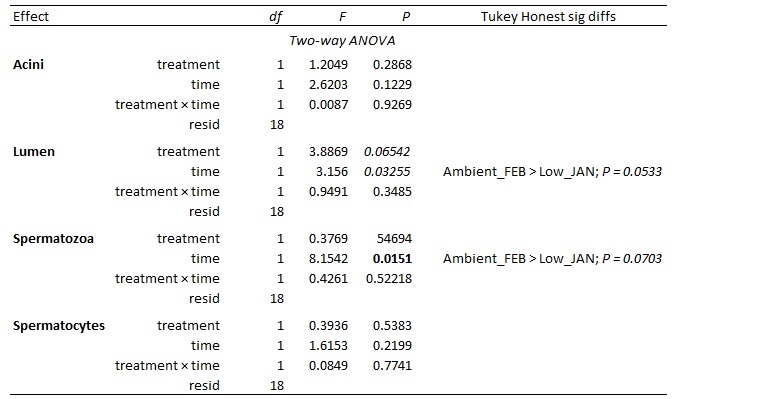 Effect df F P Tukey Honest sig diffs
Two-way ANOVA
Acini treatment 1 1.2049 0.2868
time 1 2.6203 0.1229
treatment × time 1 0.0087 0.9269
resid 18
Lumen treatment 1 3.8869 0.06542
time 1 3.156 0.03255 Ambient_FEB > Low_JAN; P = 0.0533
treatment × time 1 0.9491 0.3485
resid 18
Spermatozoa treatment 1 0.3769 54694
time 1 8.1542 0.0151 Ambient_FEB > Low_JAN; P = 0.0703
treatment × time 1 0.4261 0.52218
resid 18
Spermatocytes treatment 1 0.3936 0.5383
time 1 1.6153 0.2199
treatment × time 1 0.0849 0.7741
resid 18